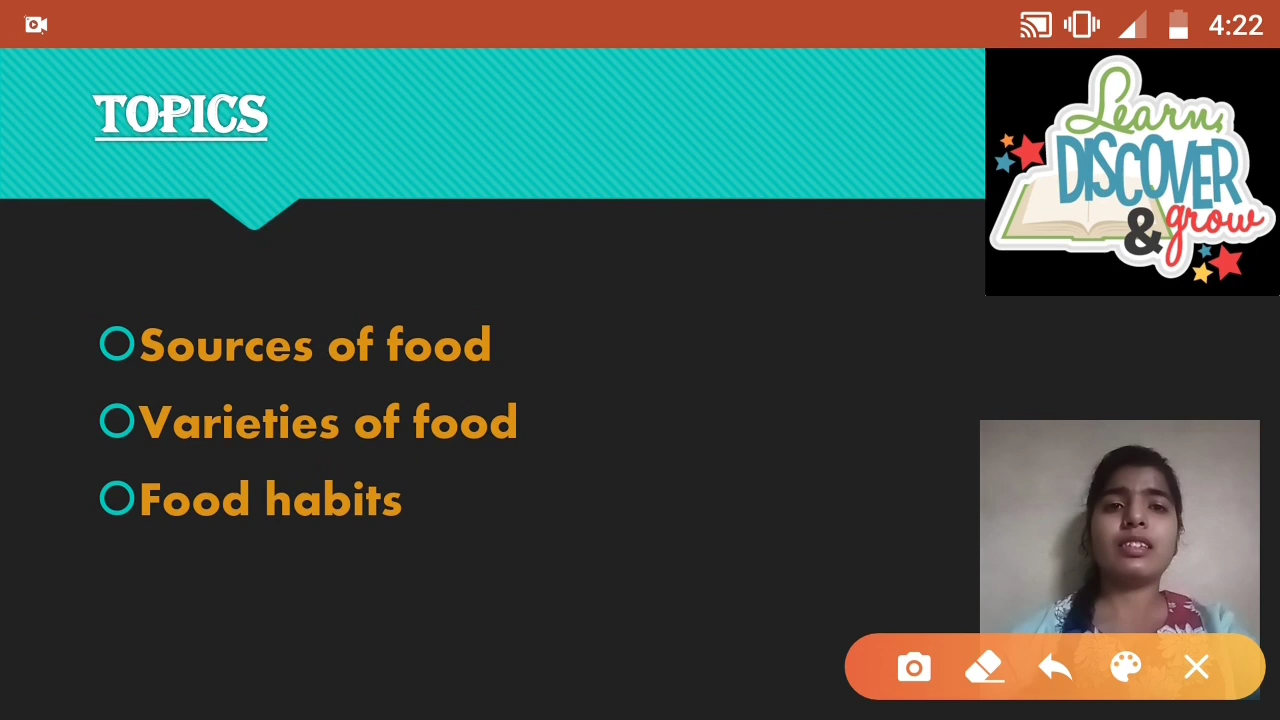 4:22
TOPICS
Learn,
DISCOVER
& grow
Sources of food
Varieties of food
Food habits